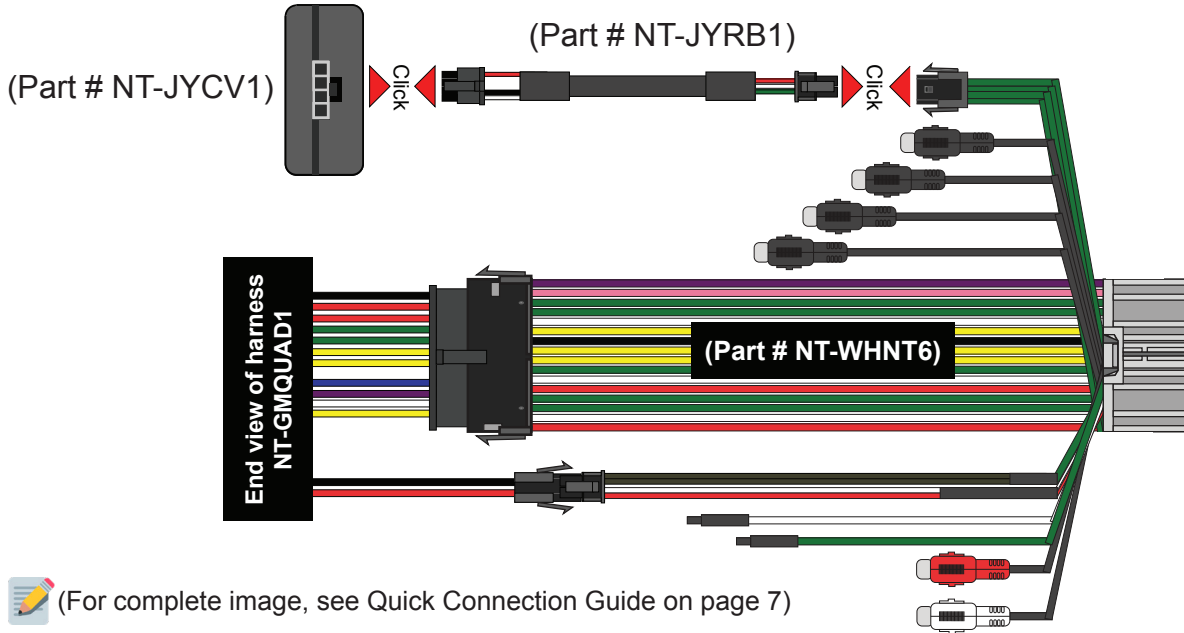 (Part # NT-JYRB1)
(Part # NT-JYCV1)
Click
Click
End view of harness
NT-GMQUAD1
(Part # NT-WHNT6)
(For complete image, see Quick Connection Guide on page 7)